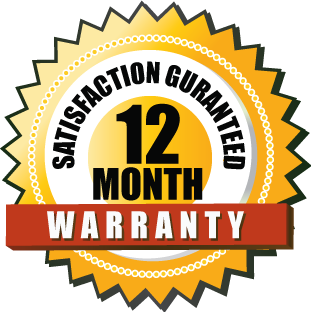 SATISFACTION GURANTEED
12
MONTH
WARRANTY